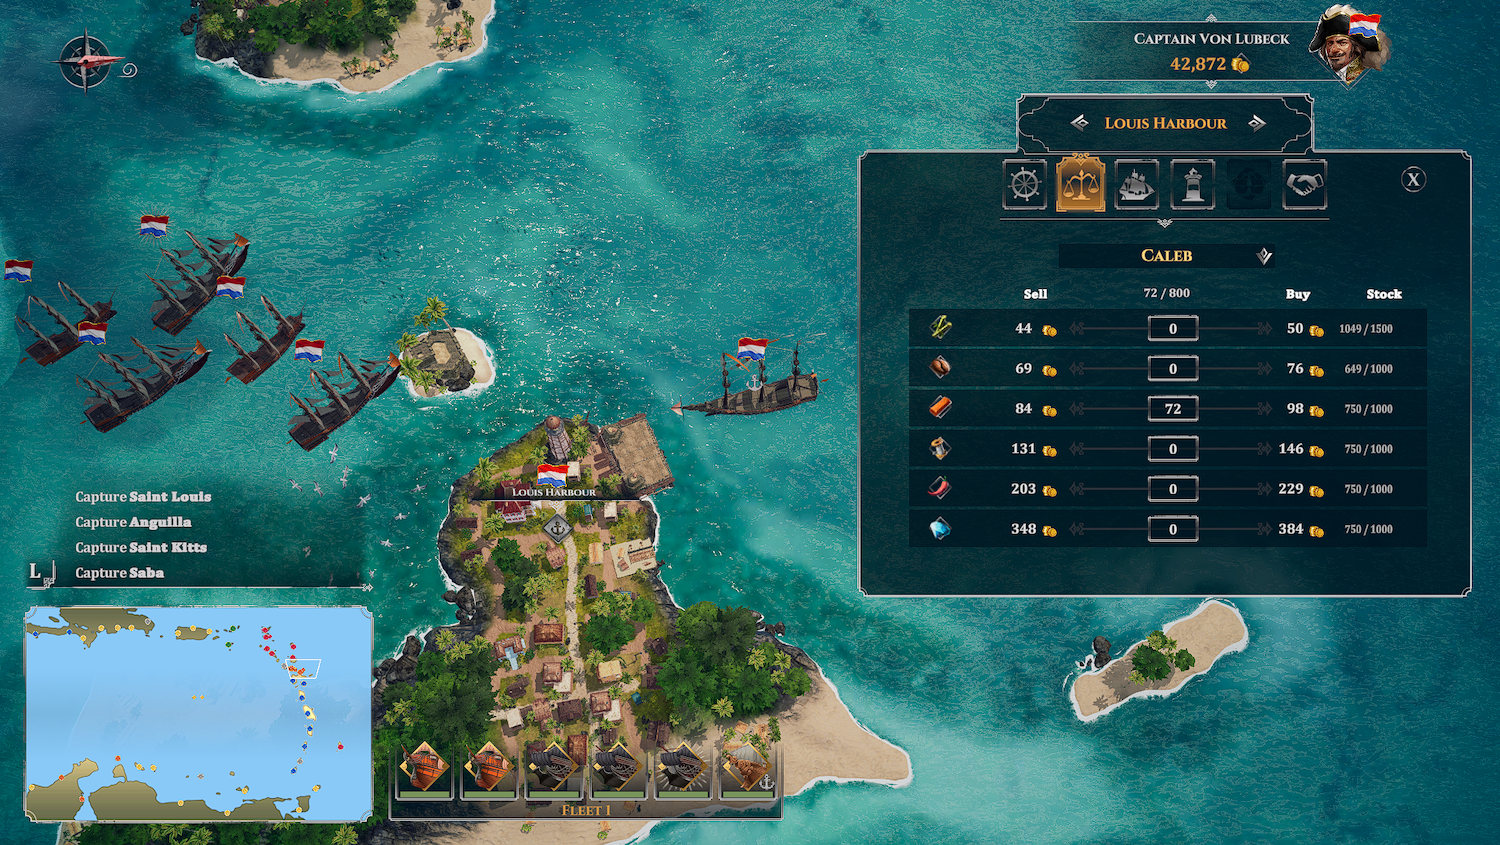 Captain Von Lubeck
42,872
Louis Harbour
X
Caleb
Sell 72 / 800 Buy Stock
44 0 50 1049 / 1500
69 0 76 649 / 1000
84 72 98 750 / 1000
131 0 146 750 / 1000
203 0 229 750 / 1000
348 0 384 750 / 1000
Louis Harbour
Capture Saint Louis
Capture Anguilla
Capture Saint Kitts
L Capture Saba
Fleet 1